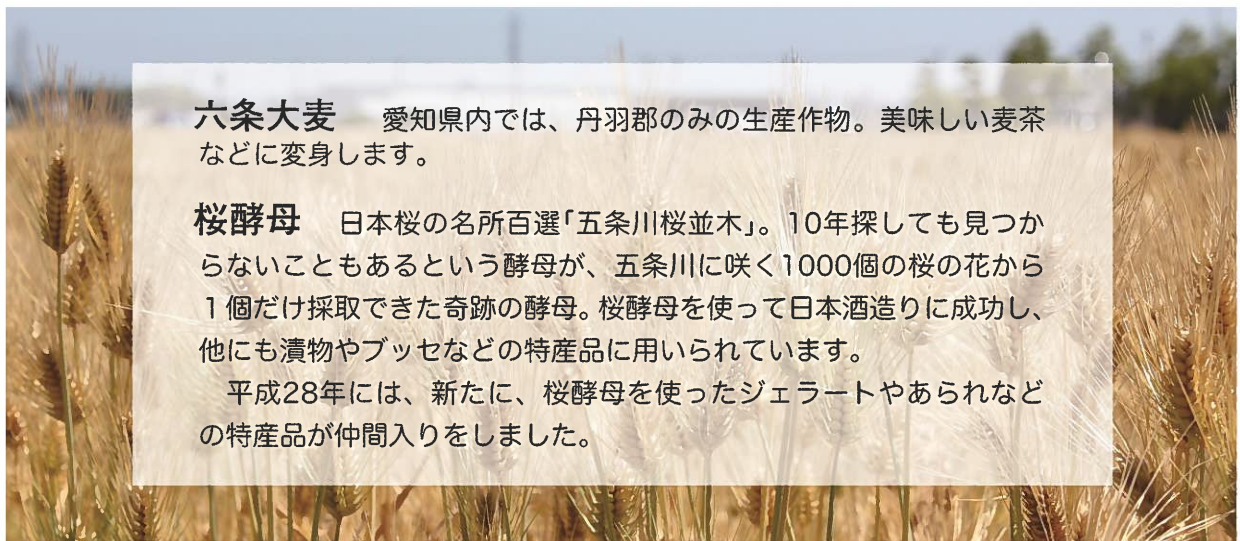 六条大麦　愛知県内では、丹羽郡のみの生産作物。美味しい麦茶
などに変身します。
桜酵母　日本桜の名所百選｢五条川桜並木｣。10年探しても見つか
らないこともあるという酵母が、五条川に咲く1000個の桜の花から
１個だけ採取できた奇跡の酵母。桜酵母を使って日本酒造りに成功し、
他にも漬物やブッセなどの特産品に用いられています。
　平成28年には、新たに、桜酵母を使ったジェラートやあられなど
の特産品が仲間入りをしました。